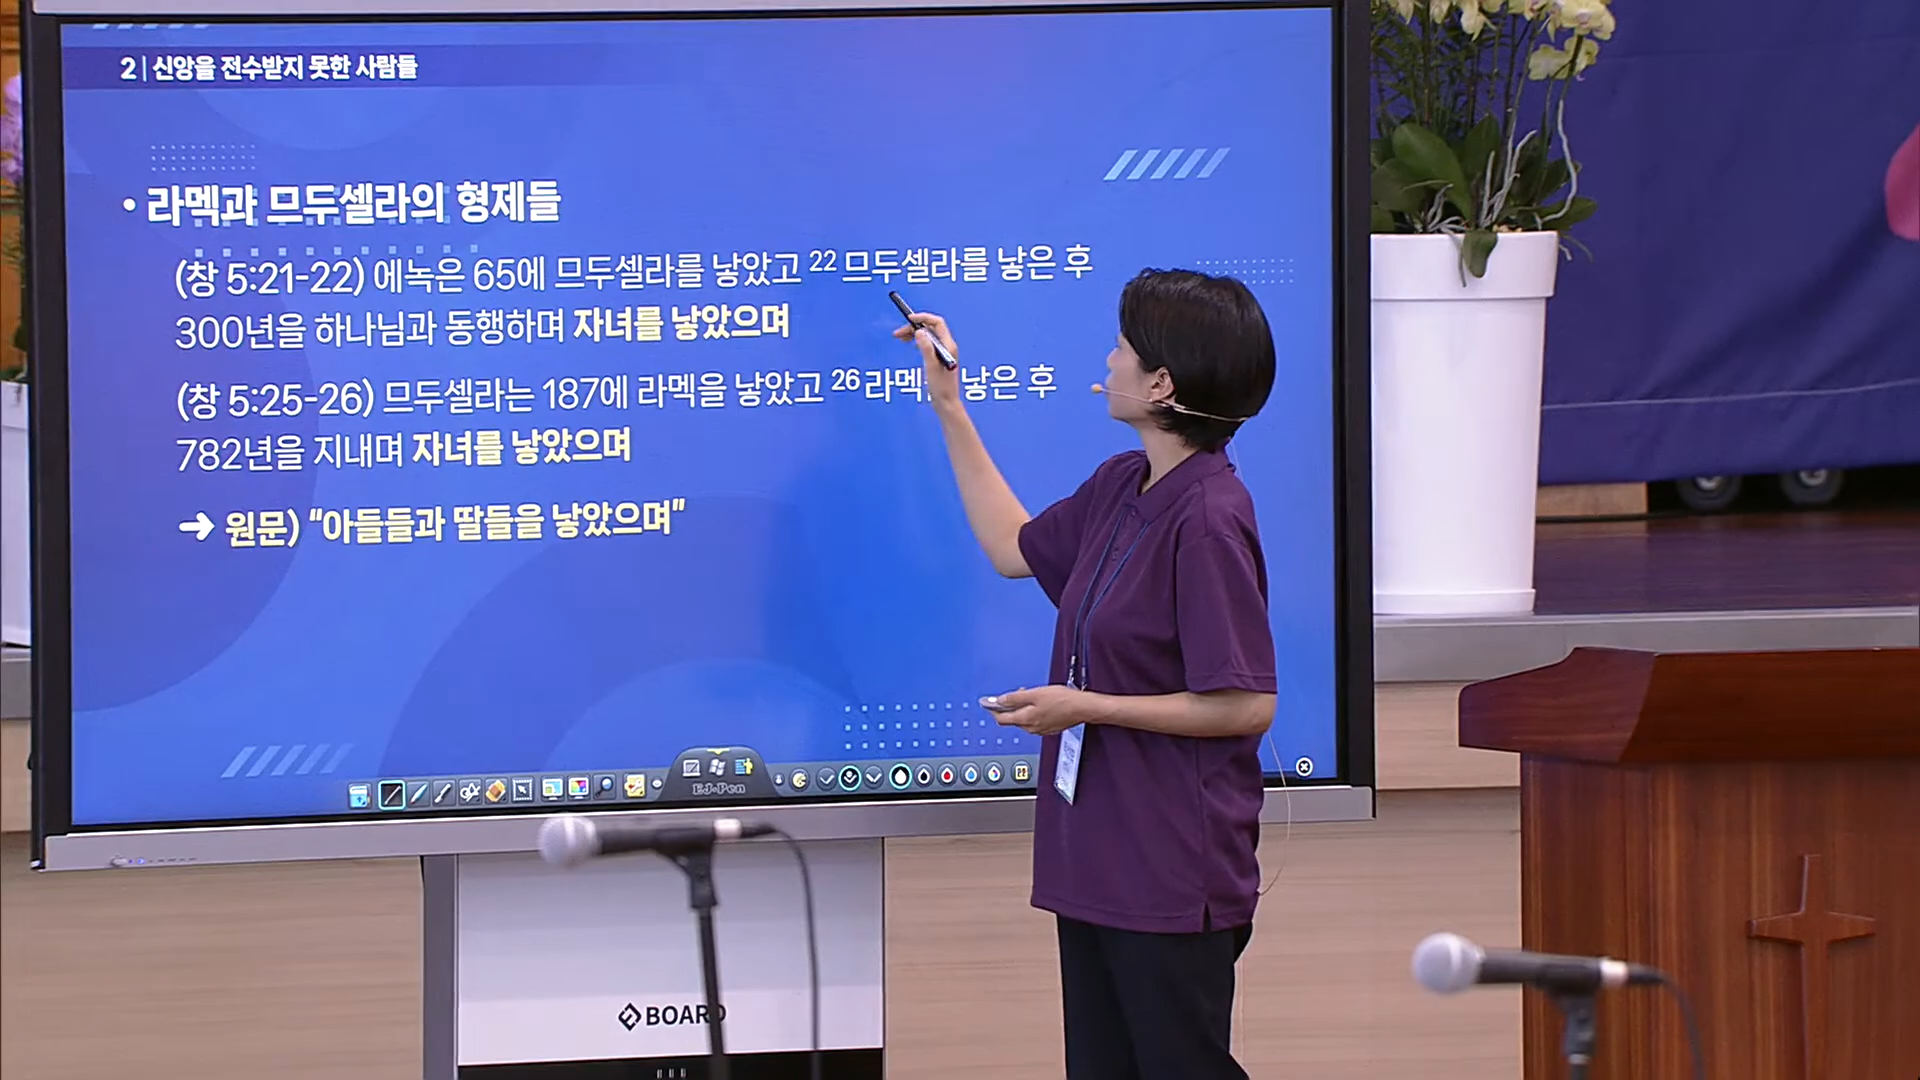 2 | 신앙을 전수받지 못한 사람들
• 라멕과 므두셀라의 형제들
(창 5:21-22) 에녹은 65에 므두셀라를 낳았고 22 므두셀라를 낳은 후
300년을 하나님과 동행하며 자녀를 낳았으며
(창 5:25-26) 므두셀라는 187에 라멕을 낳았고 26 라멕 낳은 후
782년을 지내며 자녀를 낳았으며
➔ 원문) “아들들과 딸들을 낳았으며”
EJ-Pen
BOARD